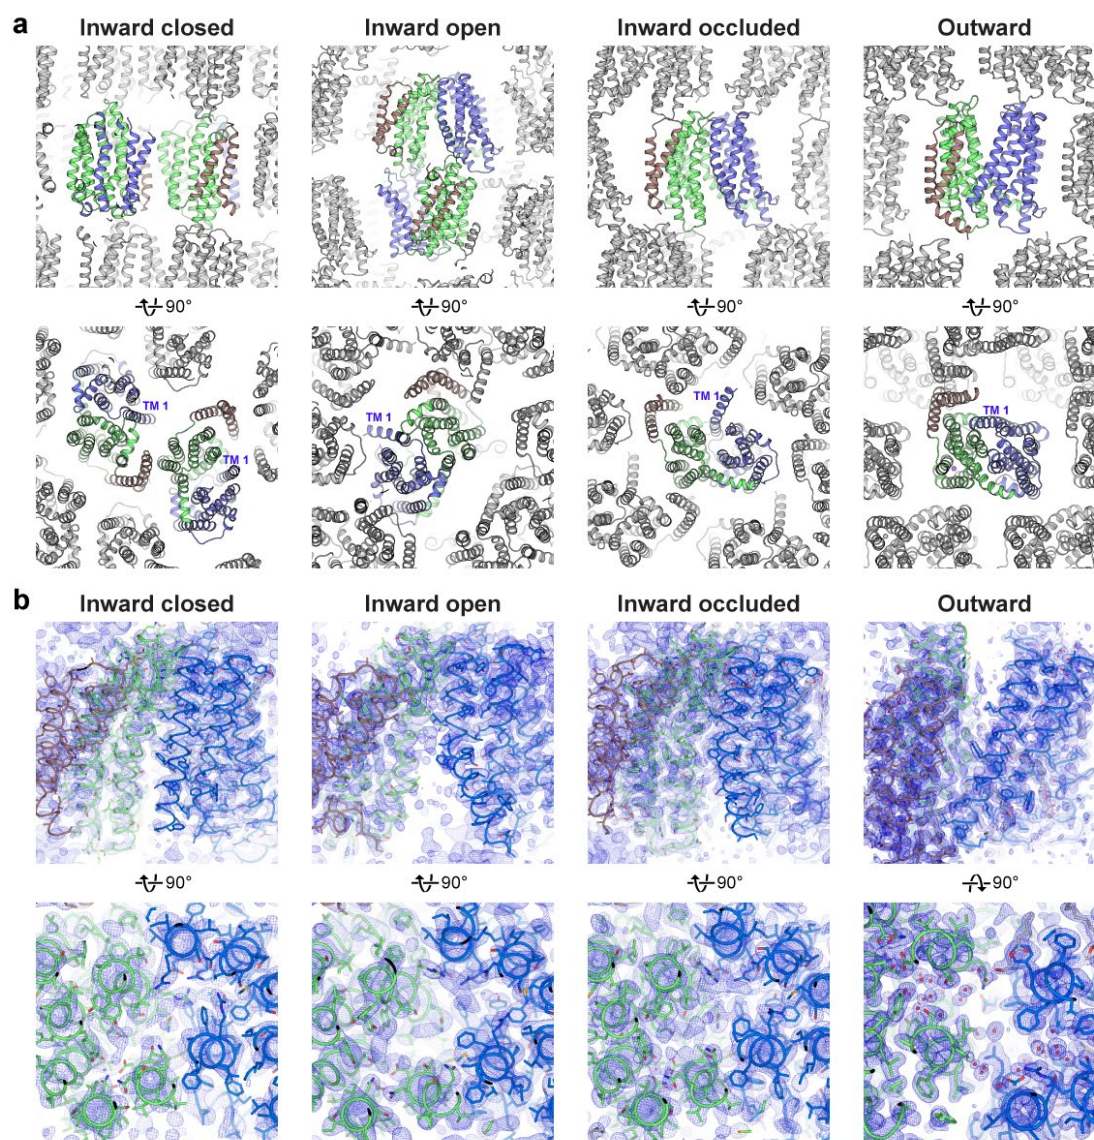 a
Inward closed
Inward open
Inward occluded
Outward
90°
90°
90°
90°
TM 1
TM 1
TM 1
TM 1
TM 1
b
Inward closed
Inward open
Inward occluded
Outward
90°
90°
90°
90°